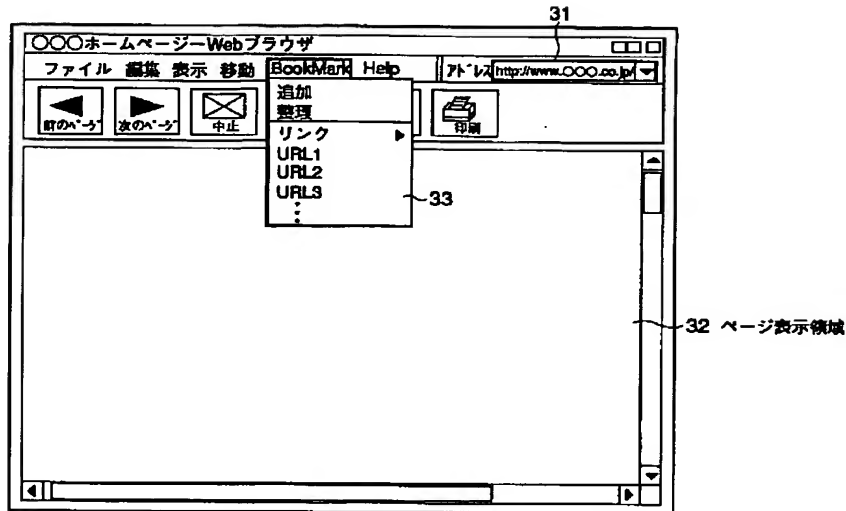 31
○○○ホームページーWebブラウザ
ファイル 編集 表示 移動 BookMark Help アドレス http://www.○○○.co.jp/
前のページ 次のページ 中止 印刷
追加
整理
リンク
URL1
URL2
URL3
33
32 ページ表示領域